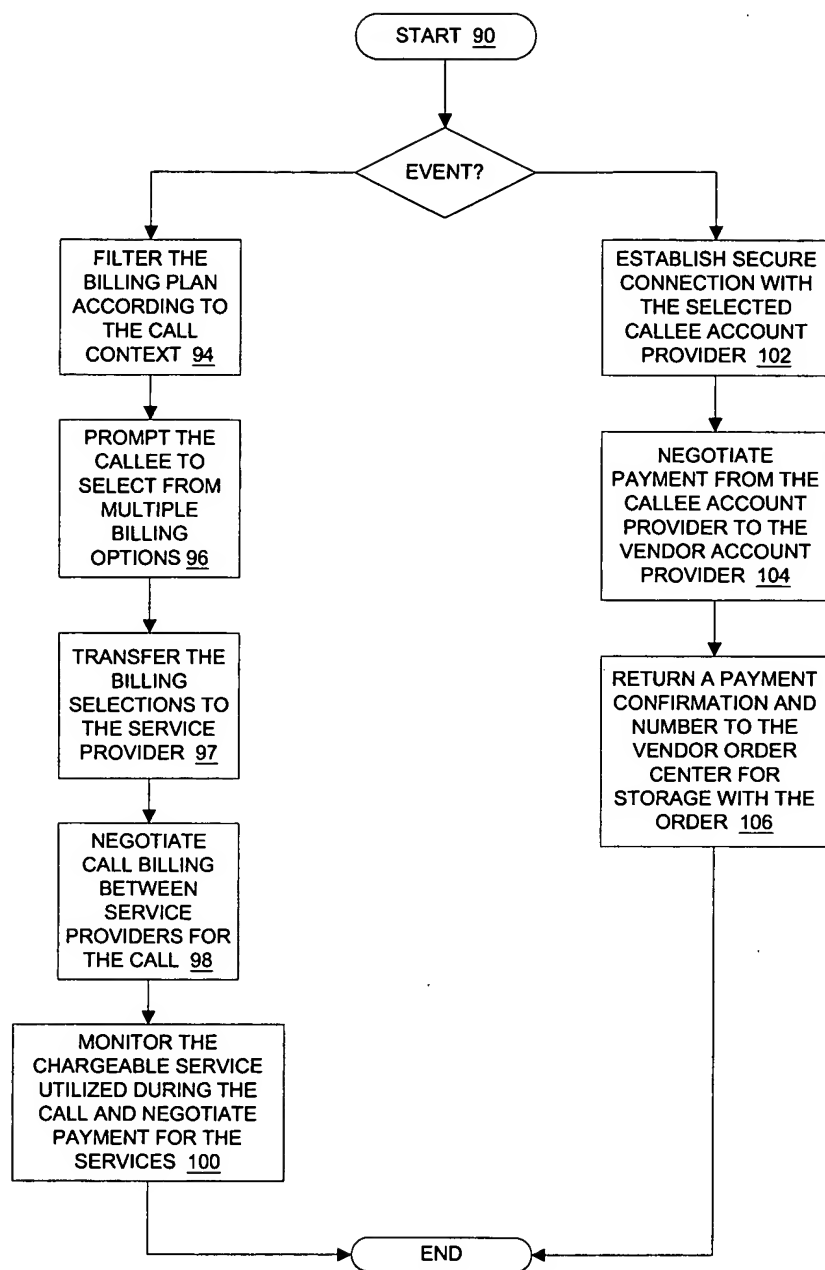 START 90
EVENT?
FILTER THE
BILLING PLAN
ACCORDING TO
THE CALL
CONTEXT 94
PROMPT THE
CALLEE TO
SELECT FROM
MULTIPLE
BILLING
OPTIONS 96
TRANSFER THE
BILLING
SELECTIONS TO
THE SERVICE
PROVIDER 97
NEGOTIATE
CALL BILLING
BETWEEN
SERVICE
PROVIDERS FOR
THE CALL 98
MONITOR THE
CHARGEABLE SERVICE
UTILIZED DURING THE
CALL AND NEGOTIATE
PAYMENT FOR THE
SERVICES 100
ESTABLISH SECURE
CONNECTION WITH
THE SELECTED
CALLEE ACCOUNT
PROVIDER 102
NEGOTIATE
PAYMENT FROM THE
CALLEE ACCOUNT
PROVIDER TO THE
VENDOR ACCOUNT
PROVIDER 104
RETURN A PAYMENT
CONFIRMATION AND
NUMBER TO THE
VENDOR ORDER
CENTER FOR
STORAGE WITH THE
ORDER 106
END